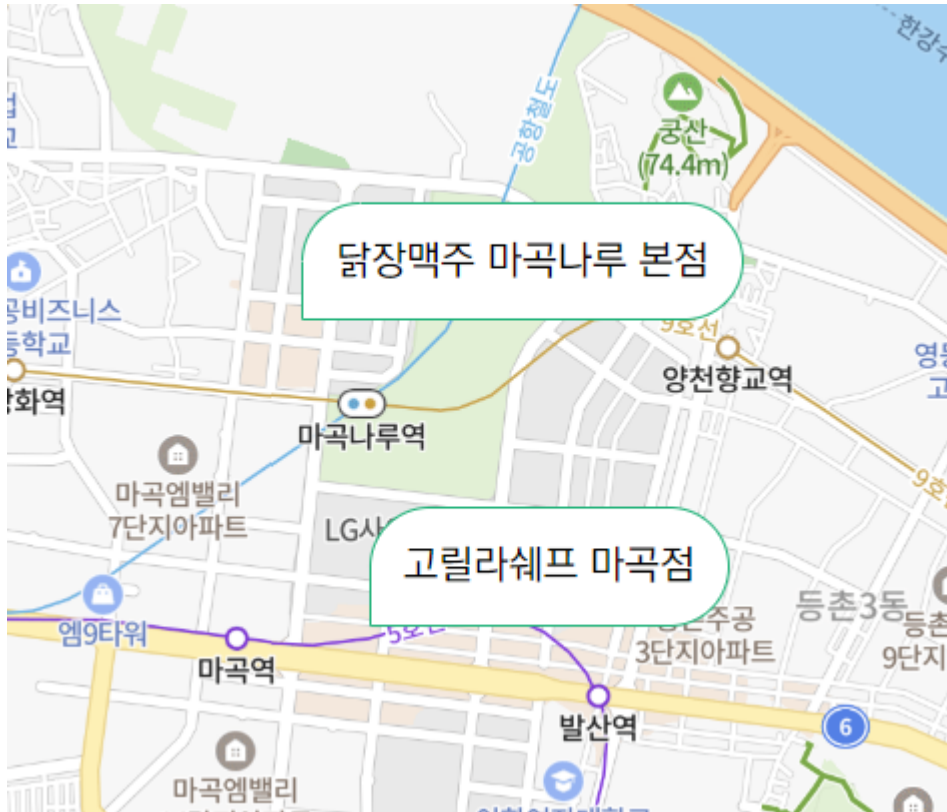 한강
공항철도
궁산
(74.4m)
닭장맥주 마곡나루 본점
공비즈니스
등학교
9호선
양천향교역
화역
마곡나루역
마곡엠밸리
7단지아파트
9호
LG사
고릴라쉐프 마곡점
엠9타워
5호선
마곡역
주공
3단지아파트
등촌3동
등촌
9단지
발산역
6
마곡엠밸리